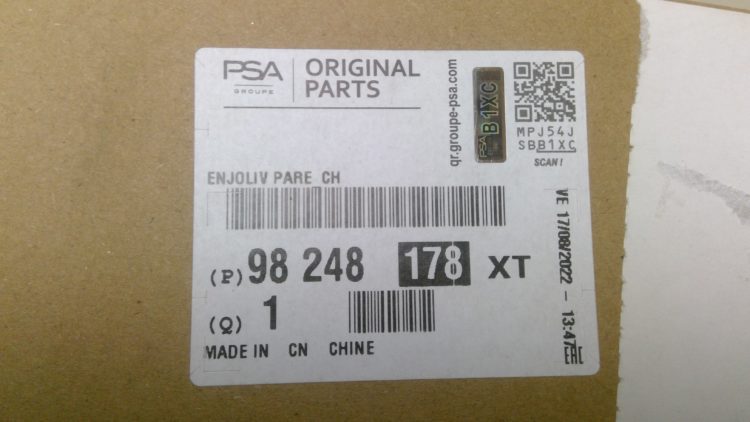 PSA
GROUPE
ORIGINAL
PARTS
qr.groupe-psa.com
PSA B1XC
MPJ54J
SBB1XC
SCAN!
ENJOLIV PARE CH
(P) 98 248 178 XT
(Q) 1
MADE IN CN CHINE
VE 17/08/2022 - 13:47